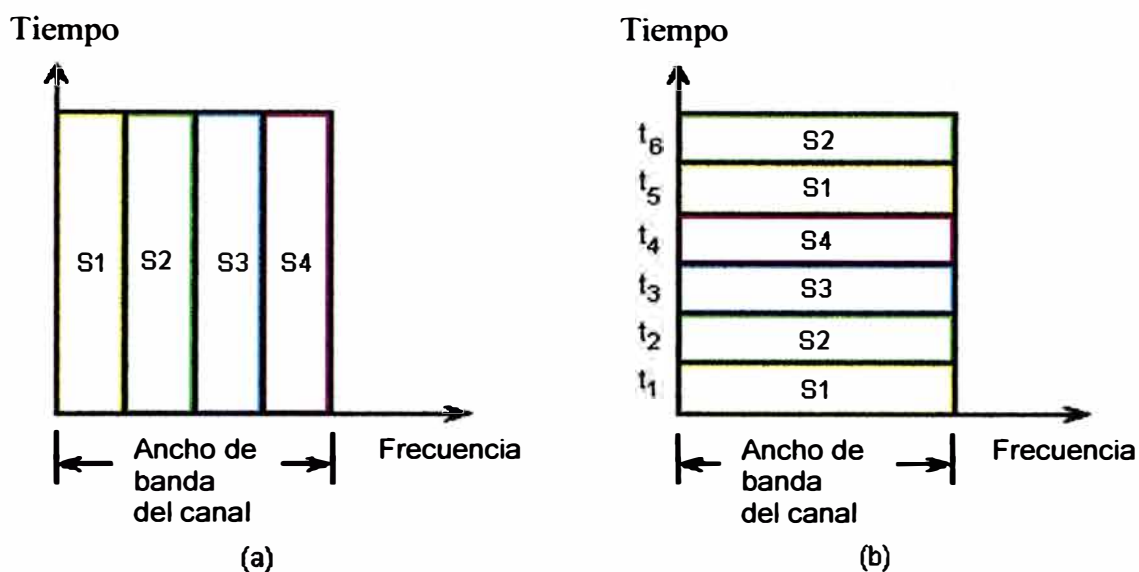 Tiempo
S1 S2 S3 S4
Ancho de
banda
del canal
Frecuencia
(a)
Tiempo
t6
S2
t5
S1
t4
S4
t3
S3
t2
S2
t1
S1
Ancho de
banda
del canal
Frecuencia
(b)